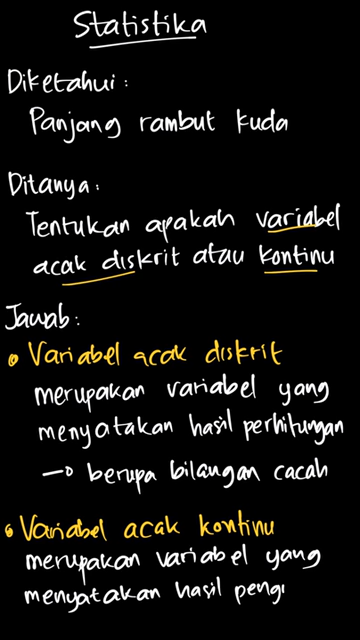 Statistika
Diketahui:
Panjang rambut kuda
Ditanya:
Tentukan apakah variabel
acak diskrit atau kontinu
Jawab:
• Variabel acak diskrit
merupakan variabel yang
menyatakan hasil perhitungan
→ berupa bilangan cacah
• Variabel acak kontinu
merupakan variabel yang
menyatakan hasil peng